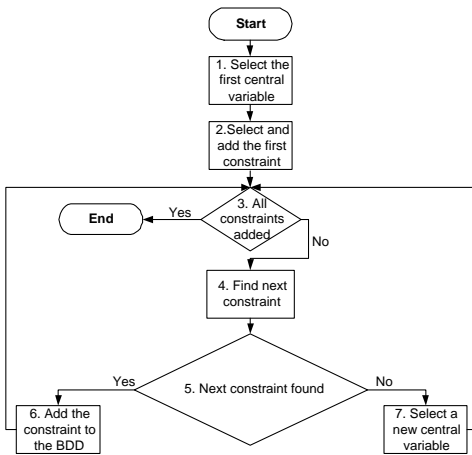 Start
1. Select the
first central
variable
2.Select and
add the first
constraint
3. All
constraints
added
Yes
End
No
4. Find next
constraint
5. Next constraint found
Yes
No
6. Add the
constraint to
the BDD
7. Select a
new central
variable